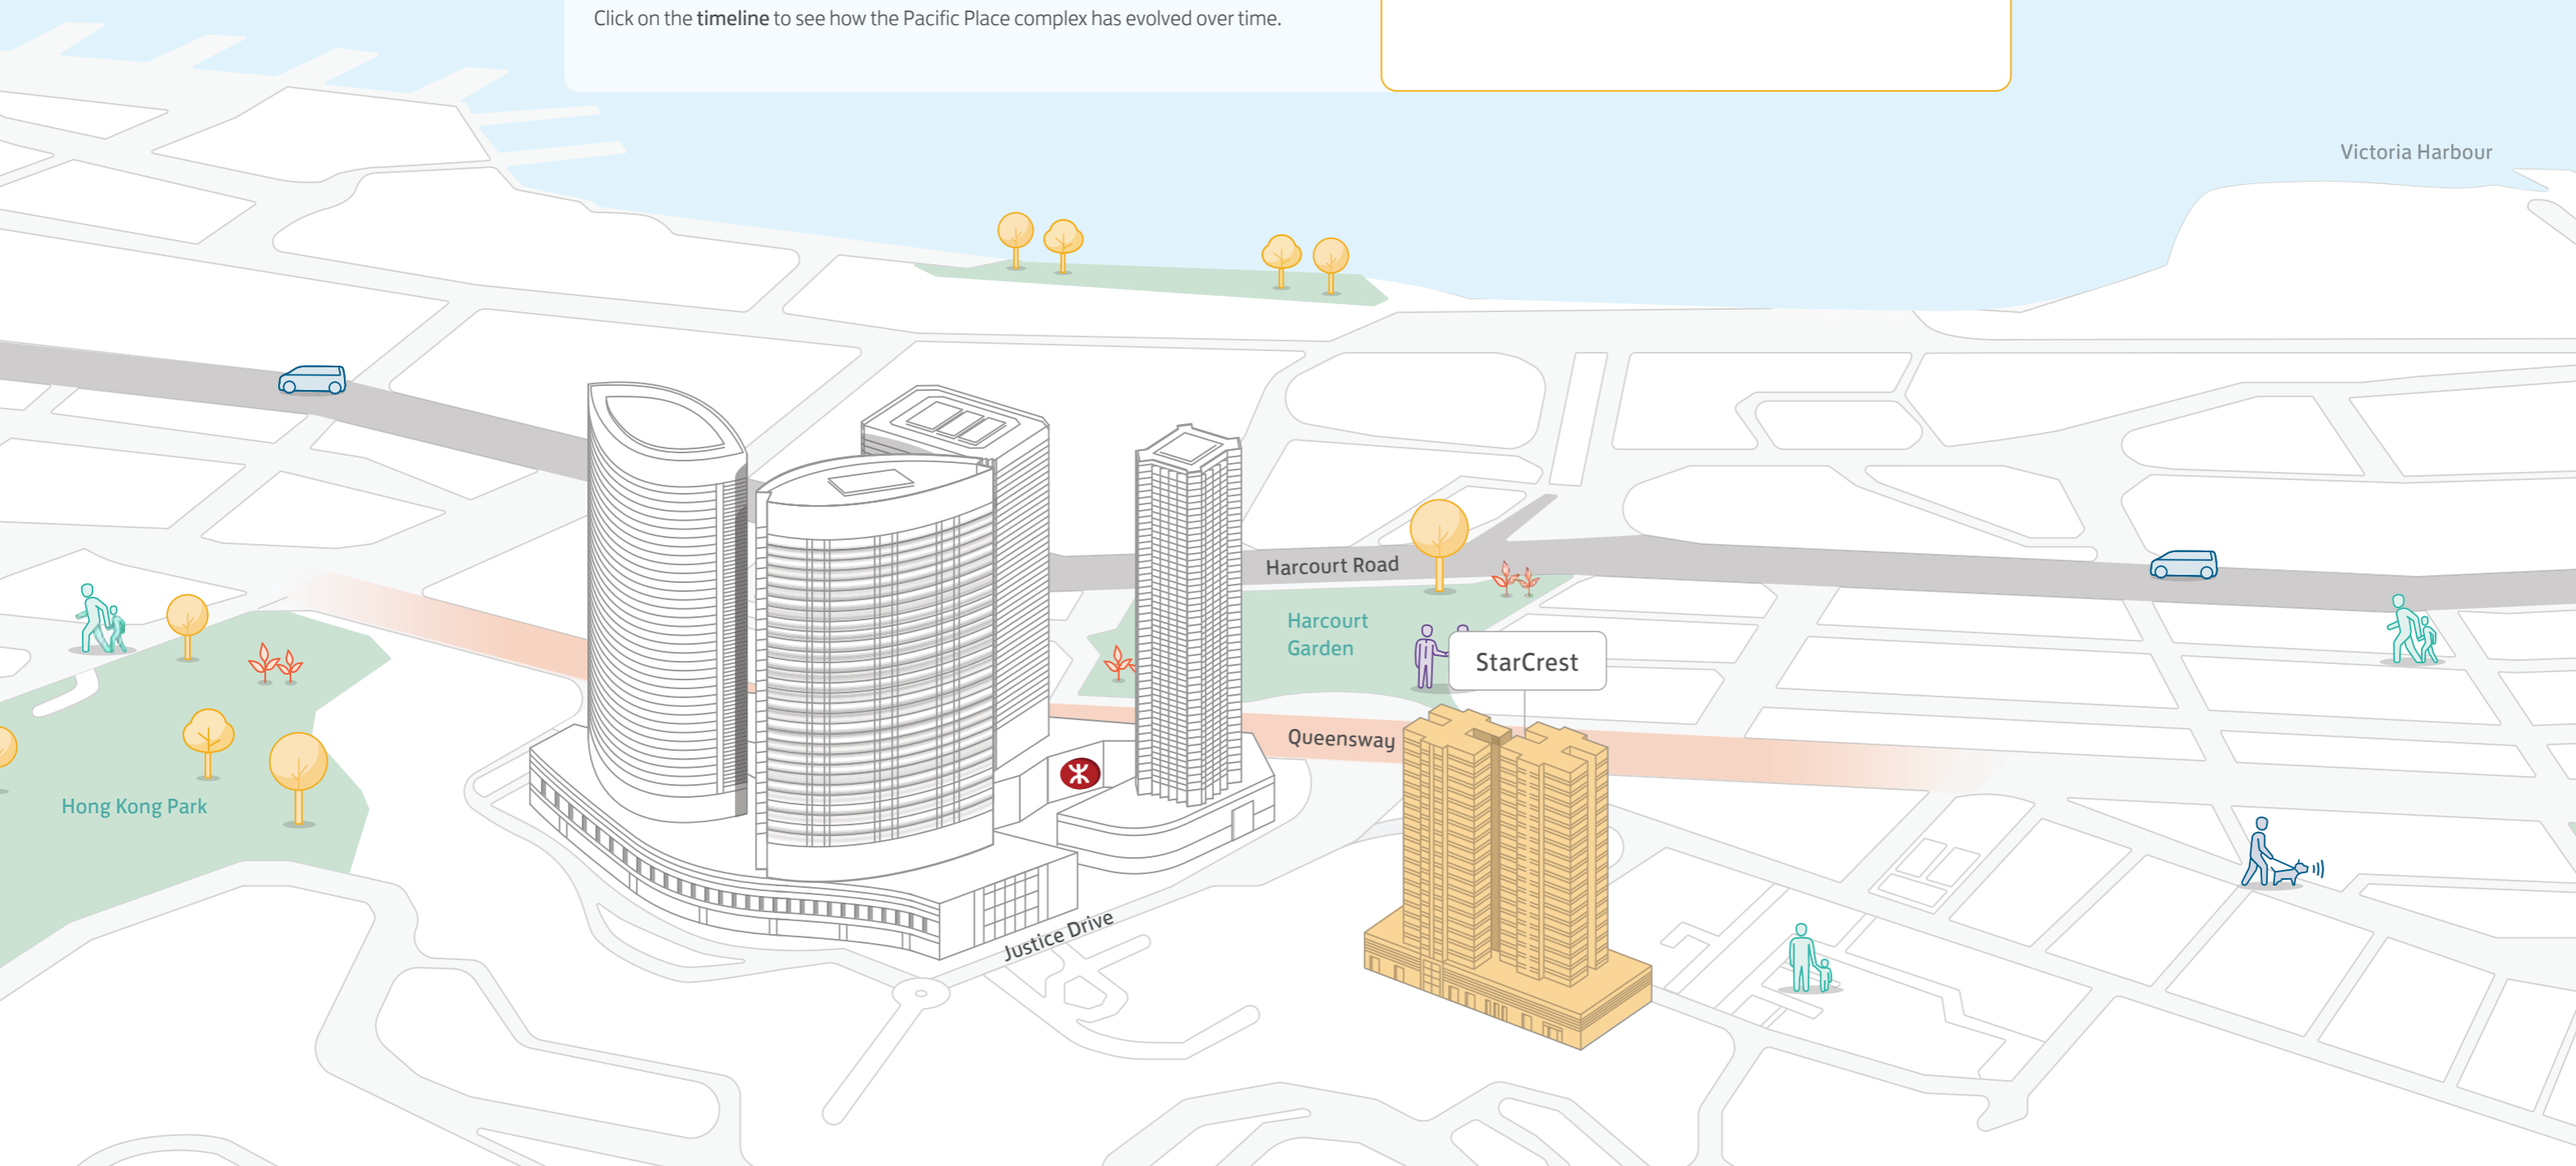 Click on the timeline to see how the Pacific Place complex has evolved over time.
Victoria Harbour
Harcourt Road
Harcourt
Garden
StarCrest
Queensway
Hong Kong Park
Justice Drive